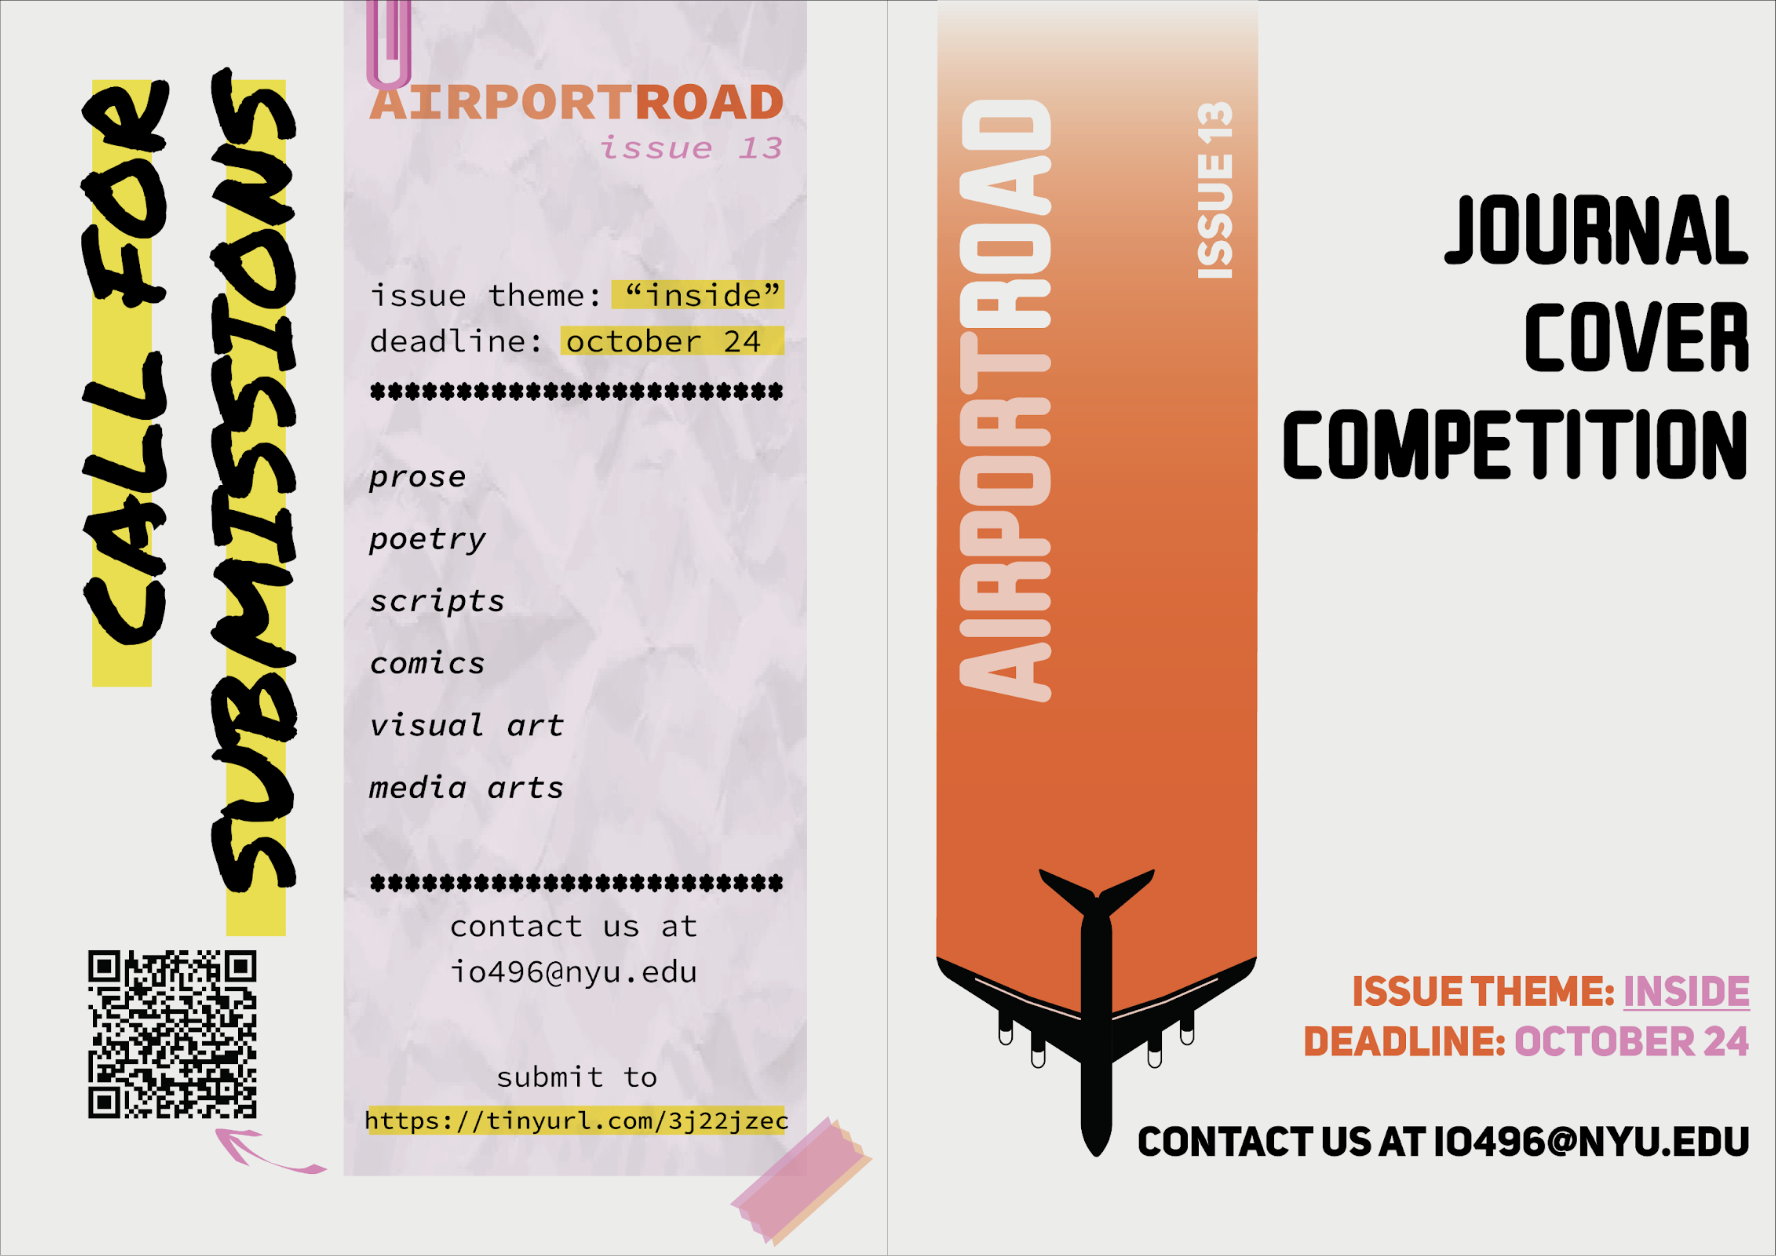 CALL FOR
SUBMISSIONS
AIRPORTROAD
issue 13
issue theme: “inside”
deadline: october 24
************************
prose
poetry
scripts
comics
visual art
media arts
************************
contact us at
io496@nyu.edu
submit to
https://tinyurl.com/3j22jzec
AIRPORTROAD
ISSUE 13
JOURNAL
COVER
COMPETITION
ISSUE THEME: INSIDE
DEADLINE: OCTOBER 24
CONTACT US AT IO496@NYU.EDU